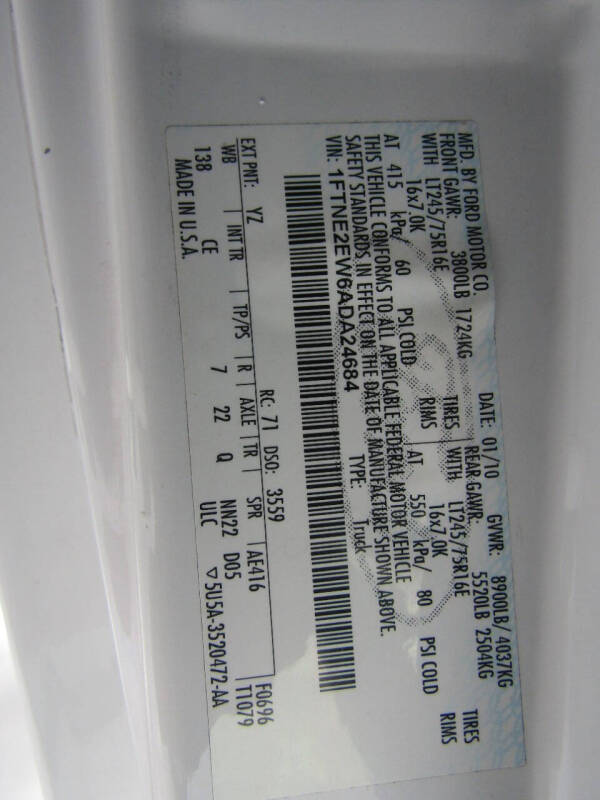 MFD. BY FORD MOTOR CO. DATE: 01/10 GVWR: 8900LB/ 4037KG
FRONT GAWR: 3800LB 1724KG REAR GAWR: 5520LB 2504KG
WITH LT245/75R16E TIRES WITH LT245/75R16E TIRES
16x7.0K RIMS 16x7.0K RIMS
AT 415 kPa/ 60 PSI COLD AT 550 kPa/ 80 PSI COLD
THIS VEHICLE CONFORMS TO ALL APPLICABLE FEDERAL MOTOR VEHICLE
SAFETY STANDARDS IN EFFECT ON THE DATE OF MANUFACTURE SHOWN ABOVE.
VIN: 1FTNE2EW6ADA24684 TYPE: Truck
F0696
T1079
EXT PNT: YZ RC: 71 DSO: 3559
WB INT TR TP/PS R AXLE TR SPR AE416
138 CE 7 22 Q NN22 D05
MADE IN U.S.A. UIC ▽5U5A-3520472-AA